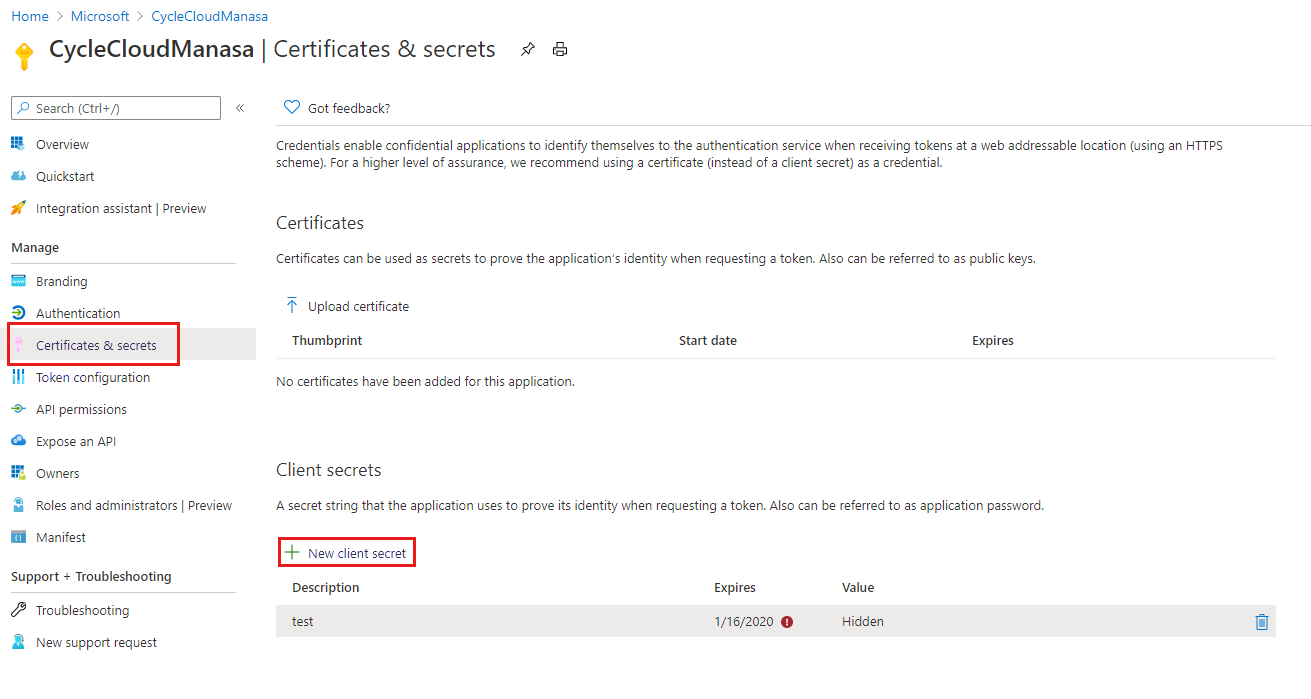 Home > Microsoft > CycleCloudManasa
CycleCloudManasa | Certificates & secrets
Search (Ctrl+/)
«
Overview
Quickstart
Integration assistant | Preview
Manage
Branding
Authentication
Certificates & secrets
Token configuration
API permissions
Expose an API
Owners
Roles and administrators | Preview
Manifest
Support + Troubleshooting
Troubleshooting
New support request
Got feedback?
Credentials enable confidential applications to identify themselves to the authentication service when receiving tokens at a web addressable location (using an HTTPS
scheme). For a higher level of assurance, we recommend using a certificate (instead of a client secret) as a credential.
Certificates
Certificates can be used as secrets to prove the application's identity when requesting a token. Also can be referred to as public keys.
Upload certificate
Thumbprint Start date Expires
No certificates have been added for this application.
Client secrets
A secret string that the application uses to prove its identity when requesting a token. Also can be referred to as application password.
New client secret
Description Expires Value
test 1/16/2020 Hidden